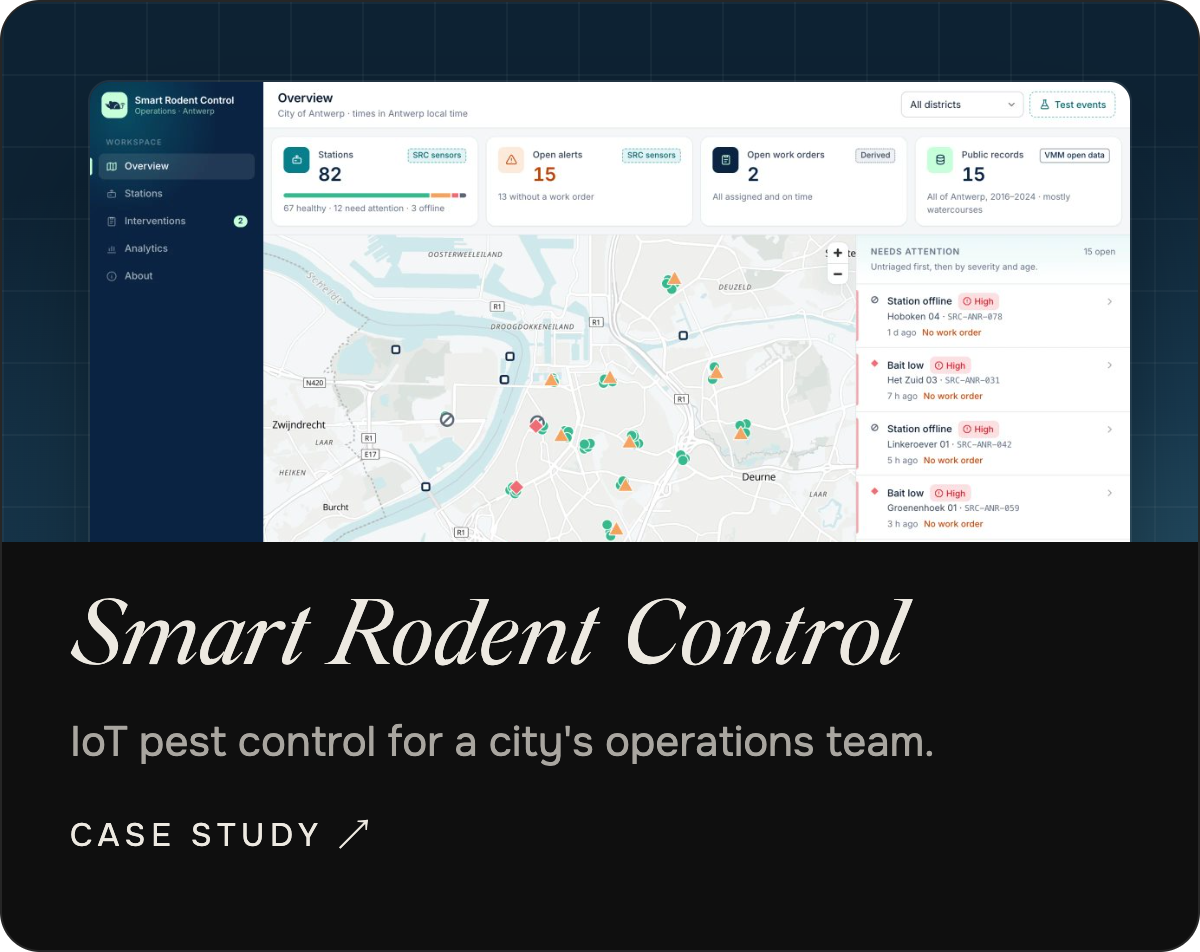 Smart Rodent Control
Operations · Antwerp
WORKSPACE
Overview
Stations
Interventions 2
Analytics
About
Overview
City of Antwerp · times in Antwerp local time
All districts
Test events
Stations
SRC sensors
82
67 healthy · 12 need attention · 3 offline
Open alerts
SRC sensors
15
13 without a work order
Open work orders
Derived
2
All assigned and on time
Public records
VMM open data
15
All of Antwerp, 2016–2024 · mostly
watercourses
OOSTERWEELEILAND
Schelde
DEUZELD
R1
DROOGDOKKENEILAND
R1
N420
R1
Zwijndrecht
LAAR
R1
E17
HEIKEN
Burcht
R1
Deurne
LAAR
+
−
NEEDS ATTENTION
15 open
Untriaged first, then by severity and age.
Station offline High
Hoboken 04 · SRC-ANR-078
1 d ago No work order
Bait low High
Het Zuid 03 · SRC-ANR-031
7 h ago No work order
Station offline High
Linkeroever 01 · SRC-ANR-042
5 h ago No work order
Bait low High
Groenenhoek 01 · SRC-ANR-059
3 h ago No work order
Smart Rodent Control
IoT pest control for a city's operations team.
CASE STUDY ↗